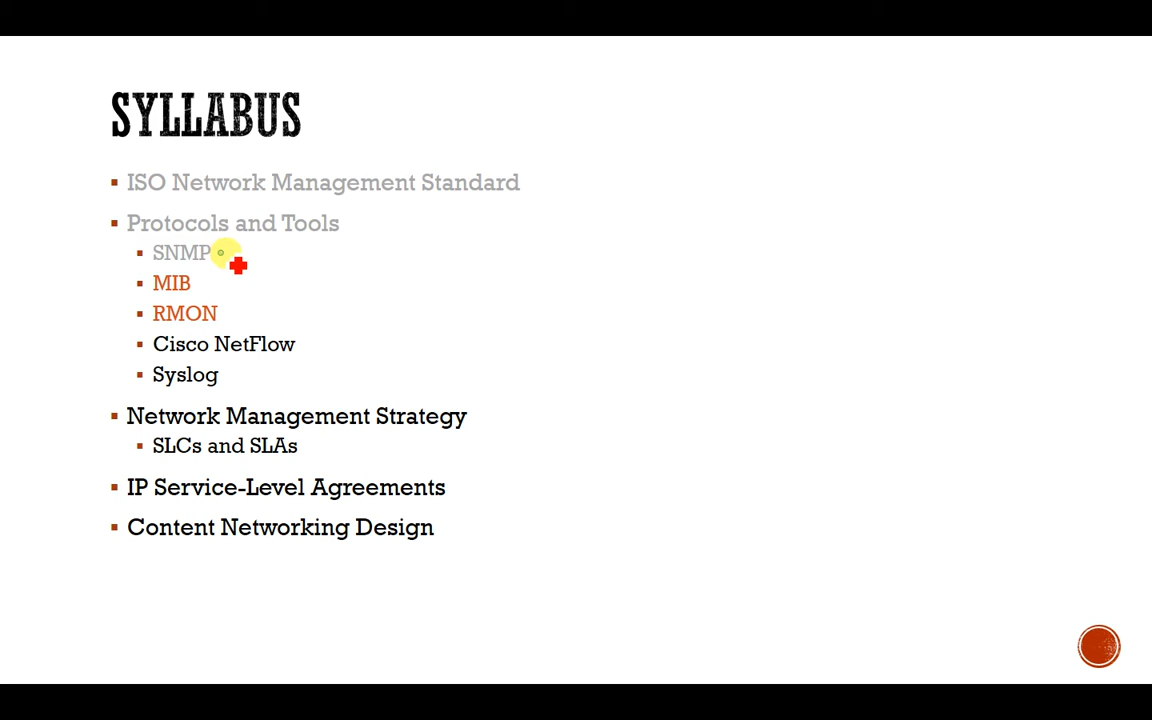 SYLLABUS
ISO Network Management Standard
Protocols and Tools
SNMP
MIB
RMON
Cisco NetFlow
Syslog
Network Management Strategy
SLCs and SLAs
IP Service-Level Agreements
Content Networking Design